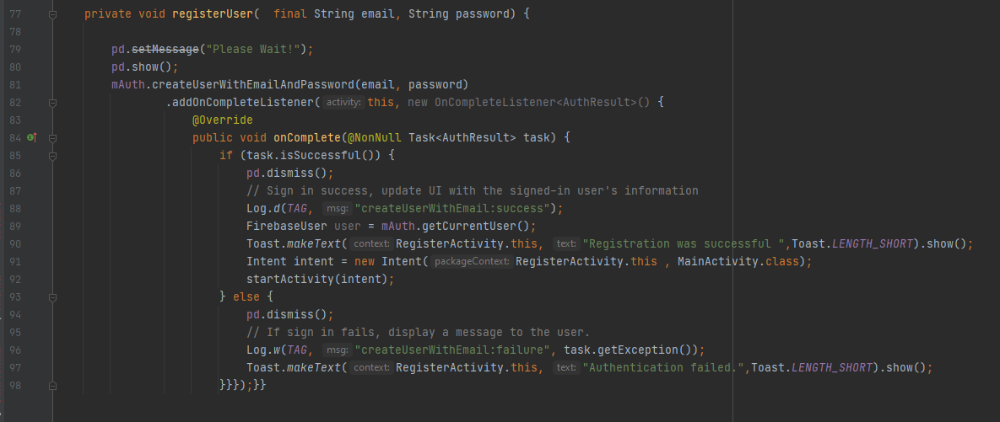 77 private void registerUser(  final String email, String password) {
78
79 pd.setMessage("Please Wait!");
80 pd.show();
81 mAuth.createUserWithEmailAndPassword(email, password)
82 .addOnCompleteListener( activity: this, new OnCompleteListener<AuthResult>() {
83 @Override
84 public void onComplete(@NonNull Task<AuthResult> task) {
85 if (task.isSuccessful()) {
86 pd.dismiss();
87 // Sign in success, update UI with the signed-in user's information
88 Log.d(TAG, msg: "createUserWithEmail:success");
89 FirebaseUser user = mAuth.getCurrentUser();
90 Toast.makeText( context: RegisterActivity.this, text: "Registration was successful ",Toast.LENGTH_SHORT).show();
91 Intent intent = new Intent( packageContext: RegisterActivity.this , MainActivity.class);
92 startActivity(intent);
93 } else {
94 pd.dismiss();
95 // If sign in fails, display a message to the user.
96 Log.w(TAG, msg: "createUserWithEmail:failure", task.getException());
97 Toast.makeText( context: RegisterActivity.this, text: "Authentication failed.",Toast.LENGTH_SHORT).show();
98 }}});}}